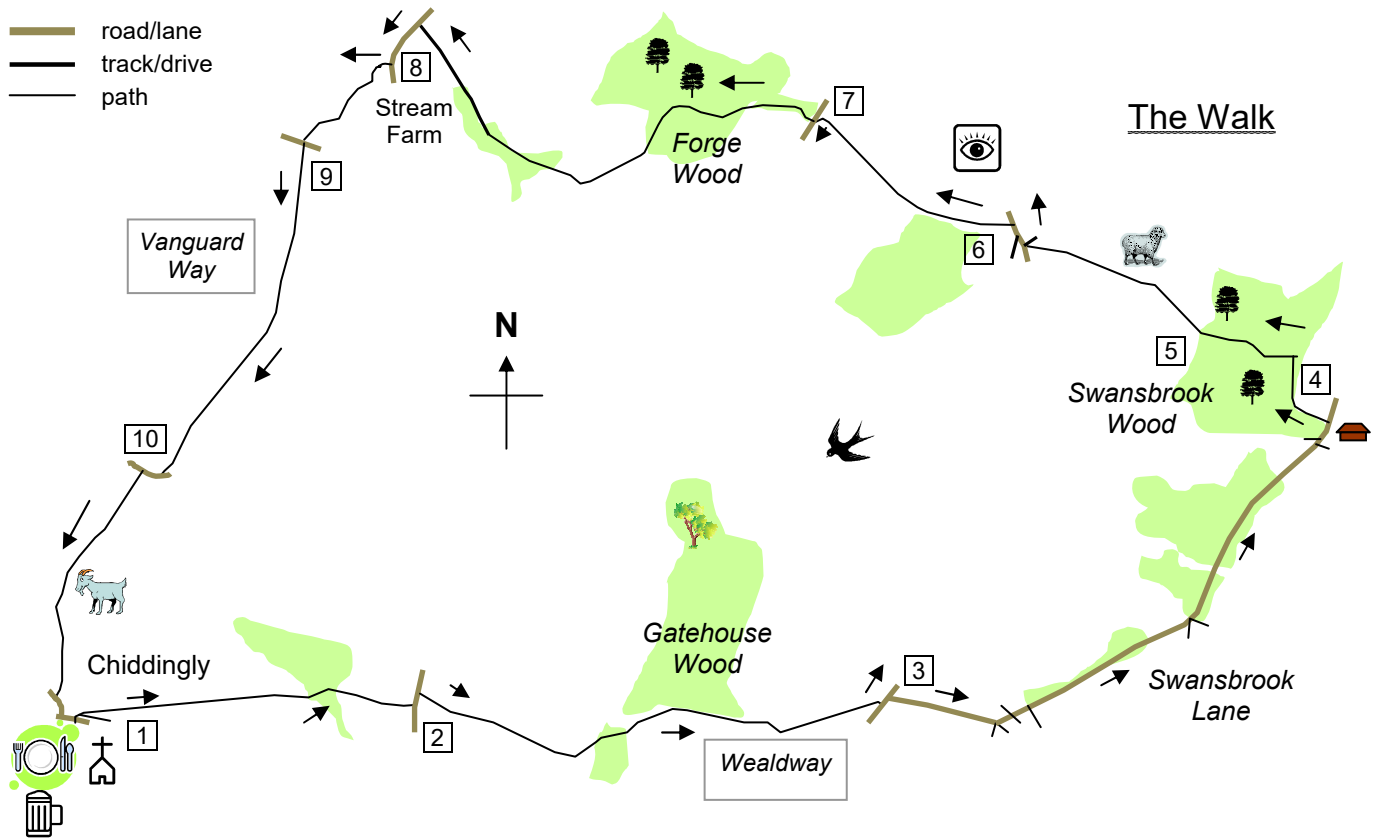 road/lane
track/drive
path
The Walk
8
Stream
Farm
7
Forge
Wood
9
Vanguard
Way
6
N
5
4
Swansbrook
Wood
10
Chiddingly
Gatehouse
Wood
3
Swansbrook
Lane
1
2
Wealdway